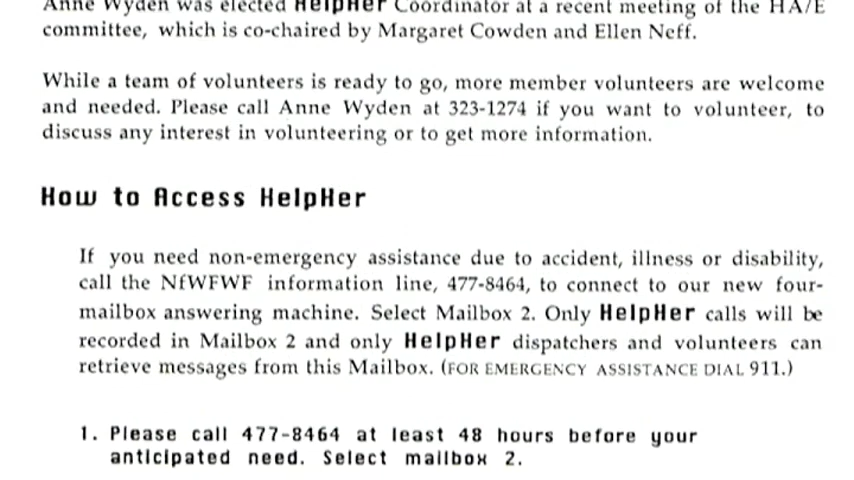 Anne Wyden was elected HelpHer Coordinator at a recent meeting of the HA/E
committee, which is co-chaired by Margaret Cowden and Ellen Neff.
While a team of volunteers is ready to go, more member volunteers are welcome
and needed. Please call Anne Wyden at 323-1274 if you want to volunteer, to
discuss any interest in volunteering or to get more information.
How to Access HelpHer
If you need non-emergency assistance due to accident, illness or disability,
call the NfWFWF information line, 477-8464, to connect to our new four-
mailbox answering machine. Select Mailbox 2. Only HelpHer calls will be
recorded in Mailbox 2 and only HelpHer dispatchers and volunteers can
retrieve messages from this Mailbox. (FOR EMERGENCY ASSISTANCE DIAL 911.)
1. Please call 477-8464 at least 48 hours before your
anticipated need. Select mailbox 2.